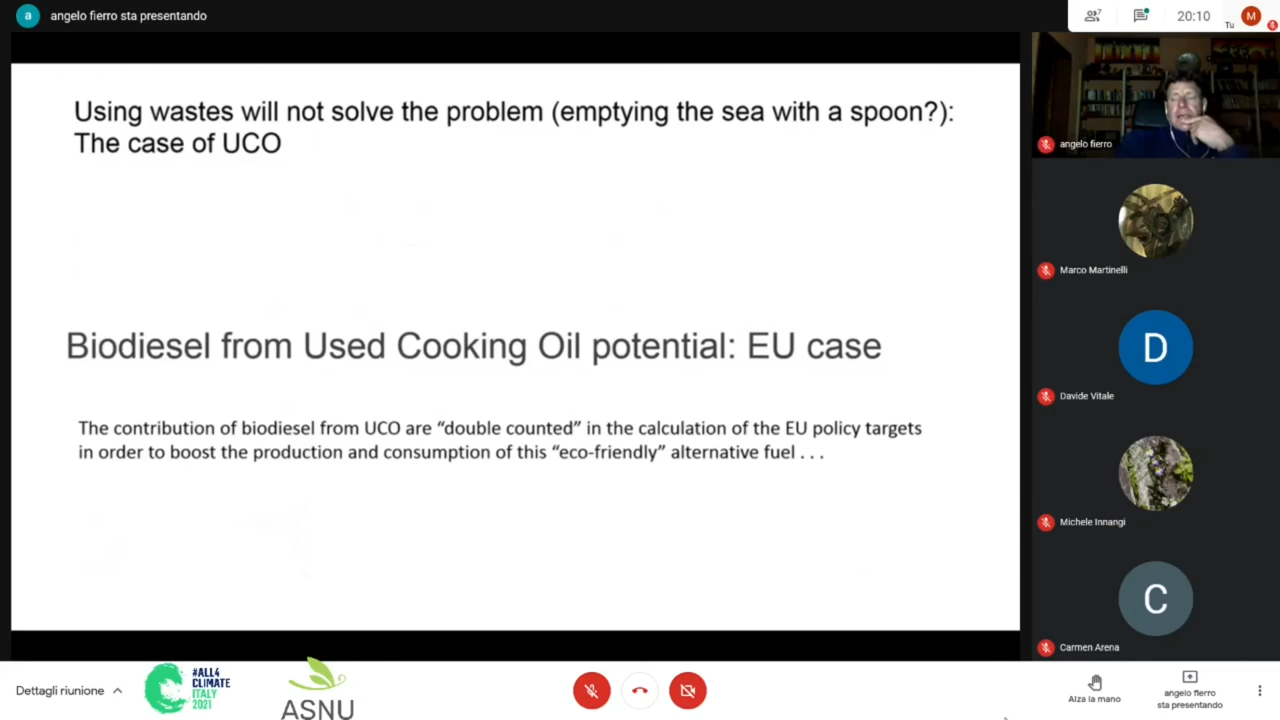 a
angelo fierro sta presentando
7
20:10
Tu
M
Using wastes will not solve the problem (emptying the sea with a spoon?):
The case of UCO
Biodiesel from Used Cooking Oil potential: EU case
The contribution of biodiesel from UCO are “double counted” in the calculation of the EU policy targets
in order to boost the production and consumption of this “eco-friendly” alternative fuel . . .
angelo fierro
Marco Martinelli
D
Davide Vitale
Michele Innangi
C
Carmen Arena
Dettagli riunione
#ALL4
CLIMATE
ITALY
2021
ASNU
Alza la mano
angelo fierro
sta presentando